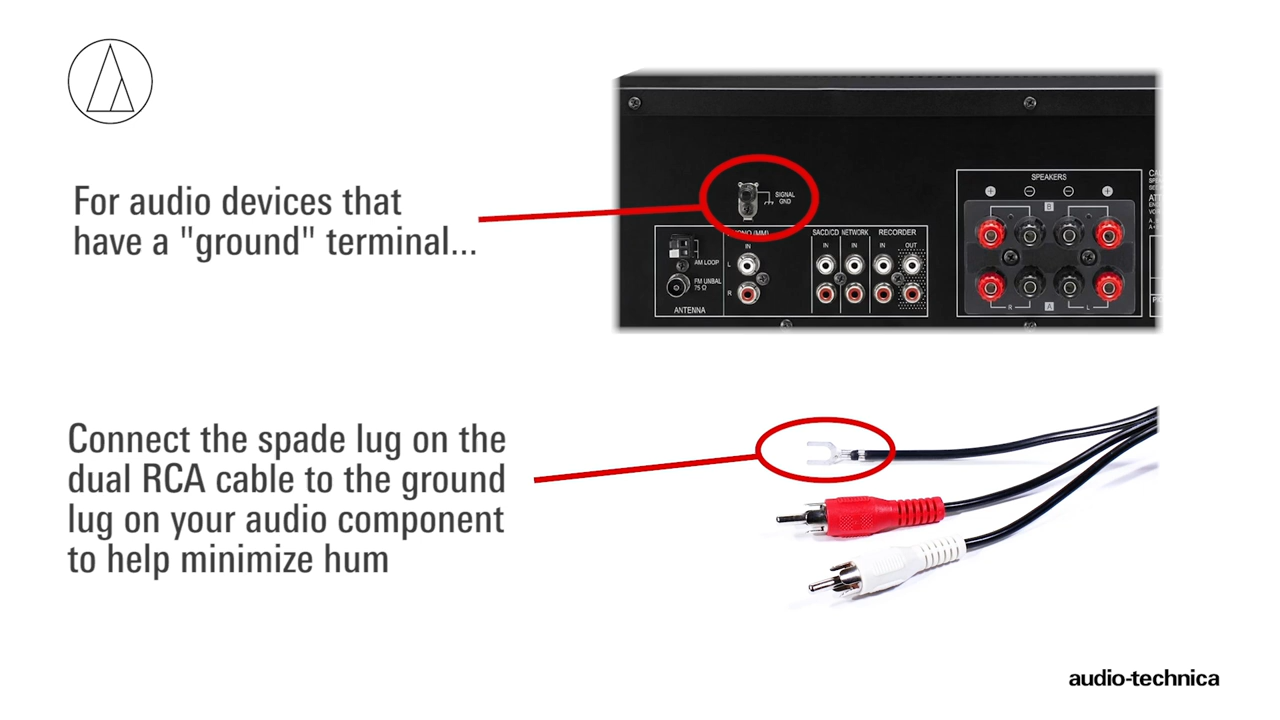 For audio devices that
have a "ground" terminal...
SIGNAL
GND
SPEAKERS
B
(MM)
SACD/CD
NETWORK
RECORDER
IN
IN
IN
IN
OUT
L
R
AM LOOP
FM UNBAL
75 Ω
ANTENNA
R
A
L
Connect the spade lug on the
dual RCA cable to the ground
lug on your audio component
to help minimize hum
audio-technica